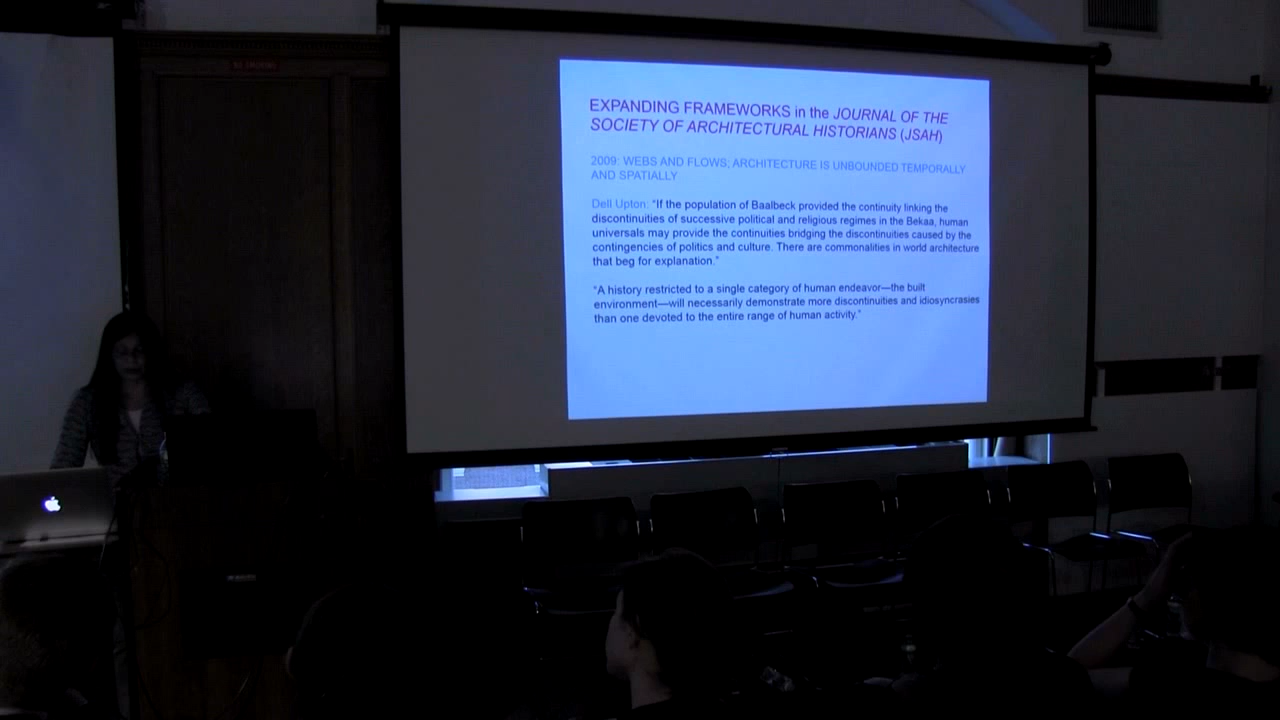 NO SMOKING
EXPANDING FRAMEWORKS in the JOURNAL OF THE
SOCIETY OF ARCHITECTURAL HISTORIANS (JSAH)
2009: WEBS AND FLOWS; ARCHITECTURE IS UNBOUNDED TEMPORALLY
AND SPATIALLY
Dell Upton: “If the population of Baalbeck provided the continuity linking the
discontinuities of successive political and religious regimes in the Bekaa, human
universals may provide the continuities bridging the discontinuities caused by the
contingencies of politics and culture. There are commonalities in world architecture
that beg for explanation.”
“A history restricted to a single category of human endeavor—the built
environment—will necessarily demonstrate more discontinuities and idiosyncrasies
than one devoted to the entire range of human activity.”